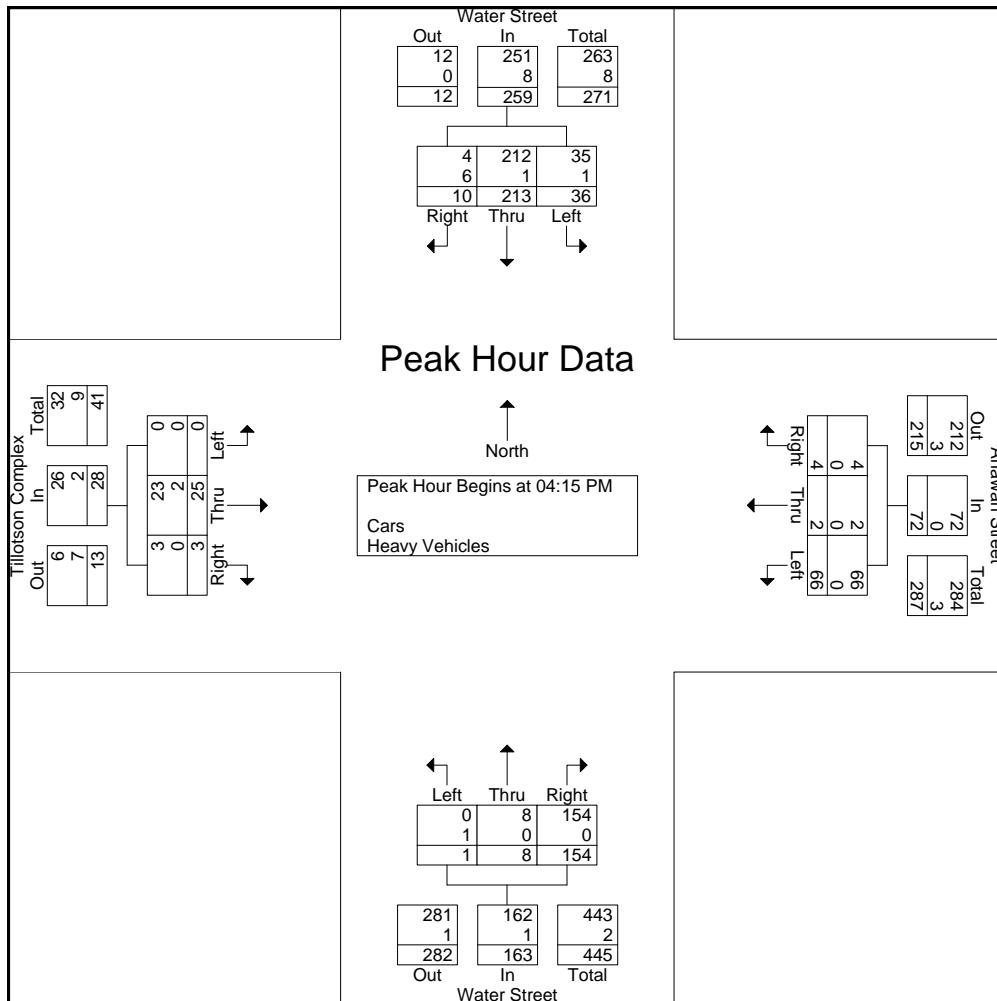 Water Street
Out In Total
12 251 263
0 8 8
12 259 271
4 212 35
6 1 1
10 213 36
Right Thru Left
Peak Hour Data
North
Peak Hour Begins at 04:15 PM
Cars
Heavy Vehicles
Tillotson Complex
Out In Total
6 26 32
7 2 9
13 28 41
Left Thru Right
0 23 3
0 2 0
0 25 3
Out In Total
212 72 284
3 0 3
215 72 287
Right Thru Left
4 2 66
0 0 0
4 2 66
Left Thru Right
0 8 154
1 0 0
1 8 154
281 162 443
1 1 2
282 163 445
Out In Total
Water Street